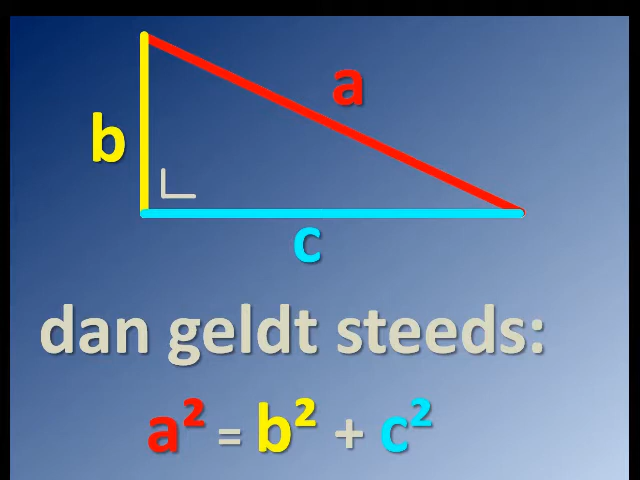 a
b
c
dan geldt steeds:
a² = b² + c²